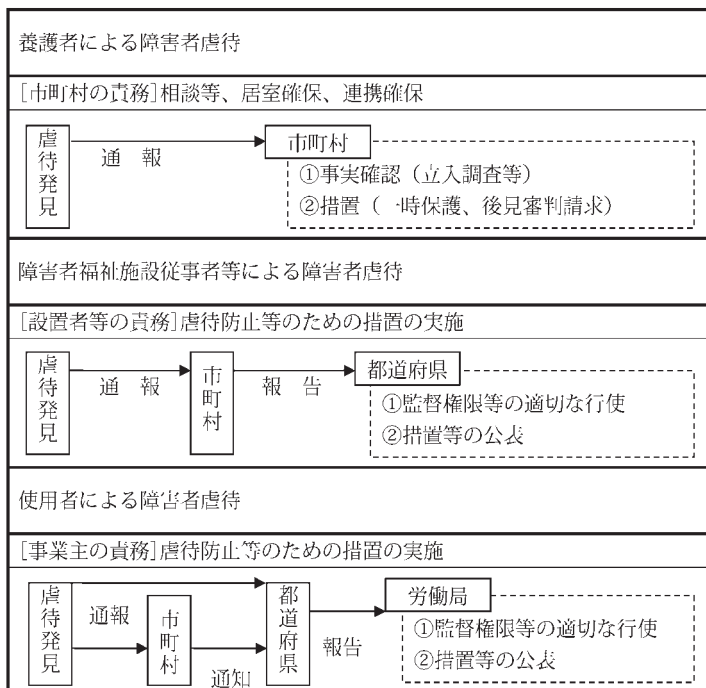 養護者による障害者虐待
[市町村の責務]相談等、居室確保、連携確保
虐待発見
通報
市町村
①事実確認（立入調査等）
②措置（一時保護、後見審判請求）
障害者福祉施設従事者等による障害者虐待
[設置者等の責務]虐待防止等のための措置の実施
虐待発見
通報
市町村
報告
都道府県
①監督権限等の適切な行使
②措置等の公表
使用者による障害者虐待
[事業主の責務]虐待防止等のための措置の実施
虐待発見
通報
市町村
通知
都道府県
報告
労働局
①監督権限等の適切な行使
②措置等の公表